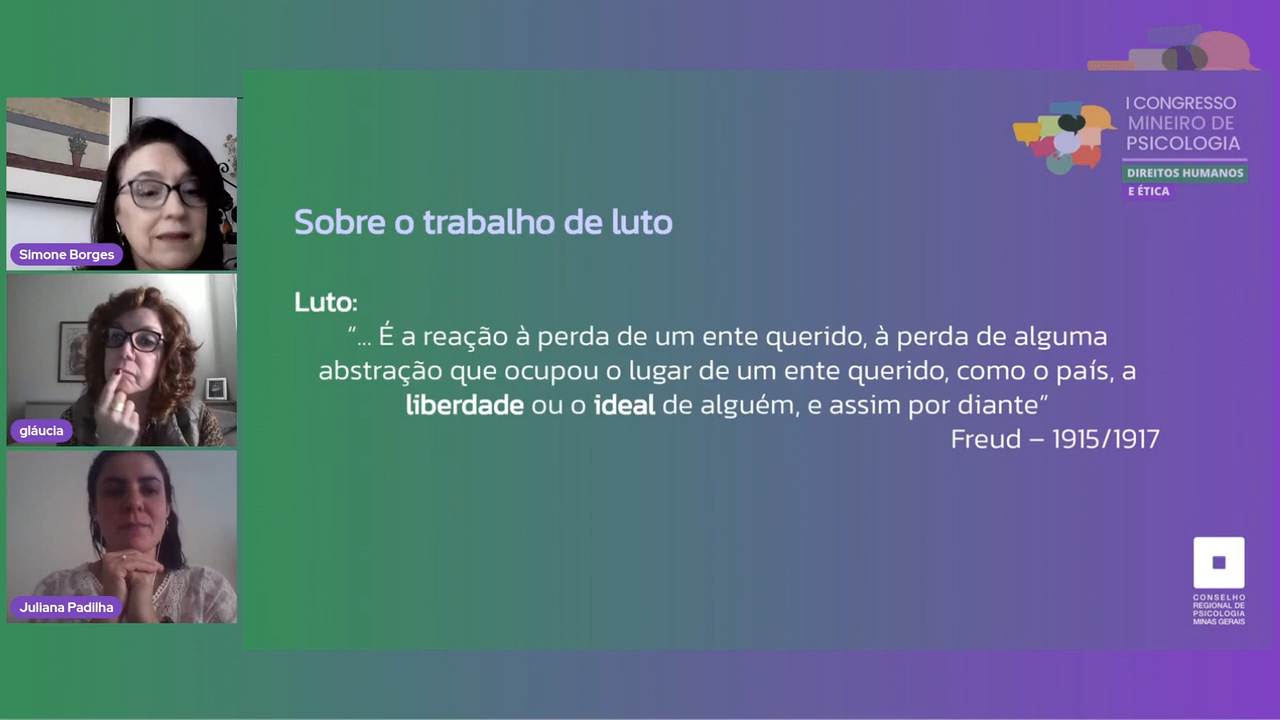 I CONGRESSO
MINEIRO DE
PSICOLOGIA
DIREITOS HUMANOS
E ÉTICA
Simone Borges
gláucia
Juliana Padilha
Sobre o trabalho de luto
Luto:
“... É a reação à perda de um ente querido, à perda de alguma
abstração que ocupou o lugar de um ente querido, como o país, a
liberdade ou o ideal de alguém, e assim por diante”
Freud – 1915/1917
CONSELHO
REGIONAL DE
PSICOLOGIA
MINAS GERAIS